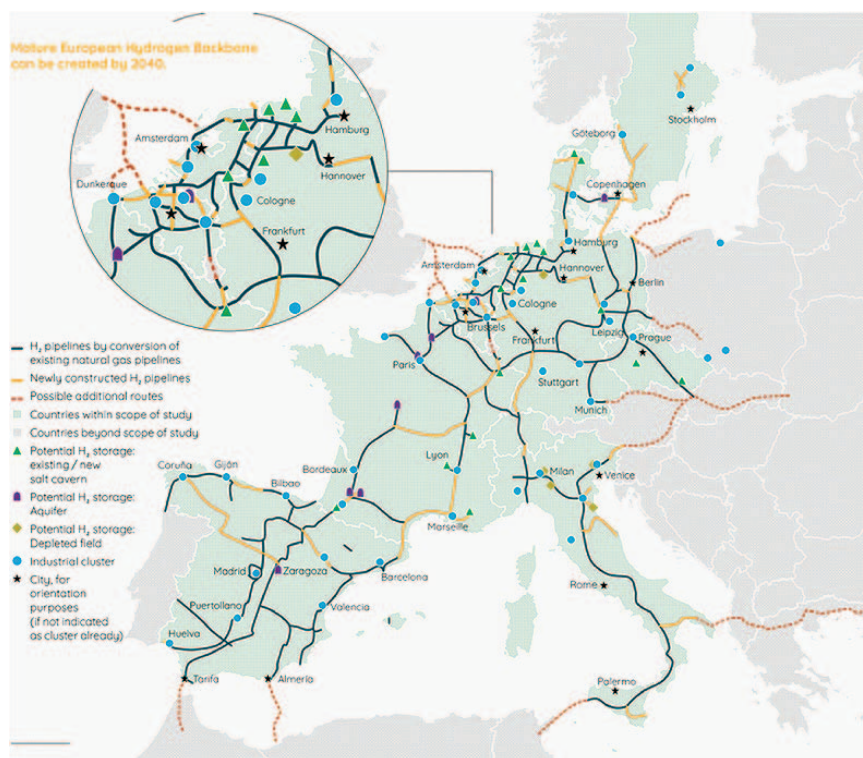 Mature European Hydrogen Backbone
can be created by 2040.
Amsterdam
Hamburg
Hannover
Dunkerque
Cologne
Frankfurt
Stockholm
Göteborg
Copenhagen
Hamburg
Amsterdam
Hannover
Berlin
Cologne
Brussels
Leipzig
Frankfurt
Prague
Paris
Stuttgart
Munich
H₂ pipelines by conversion of
existing natural gas pipelines
Newly constructed H₂ pipelines
Possible additional routes
Countries within scope of study
Countries beyond scope of study
Potential H₂ storage:
existing / new
salt cavern
Potential H₂ storage:
Aquifer
Potential H₂ storage:
Depleted field
Industrial cluster
City, for
orientation
purposes
(if not indicated
as cluster already)
Coruña
Gijón
Bilbao
Bordeaux
Lyon
Milan
Venice
Marseille
Madrid
Zaragoza
Barcelona
Puertollano
Valencia
Rome
Huelva
Tarifa
Almería
Palermo